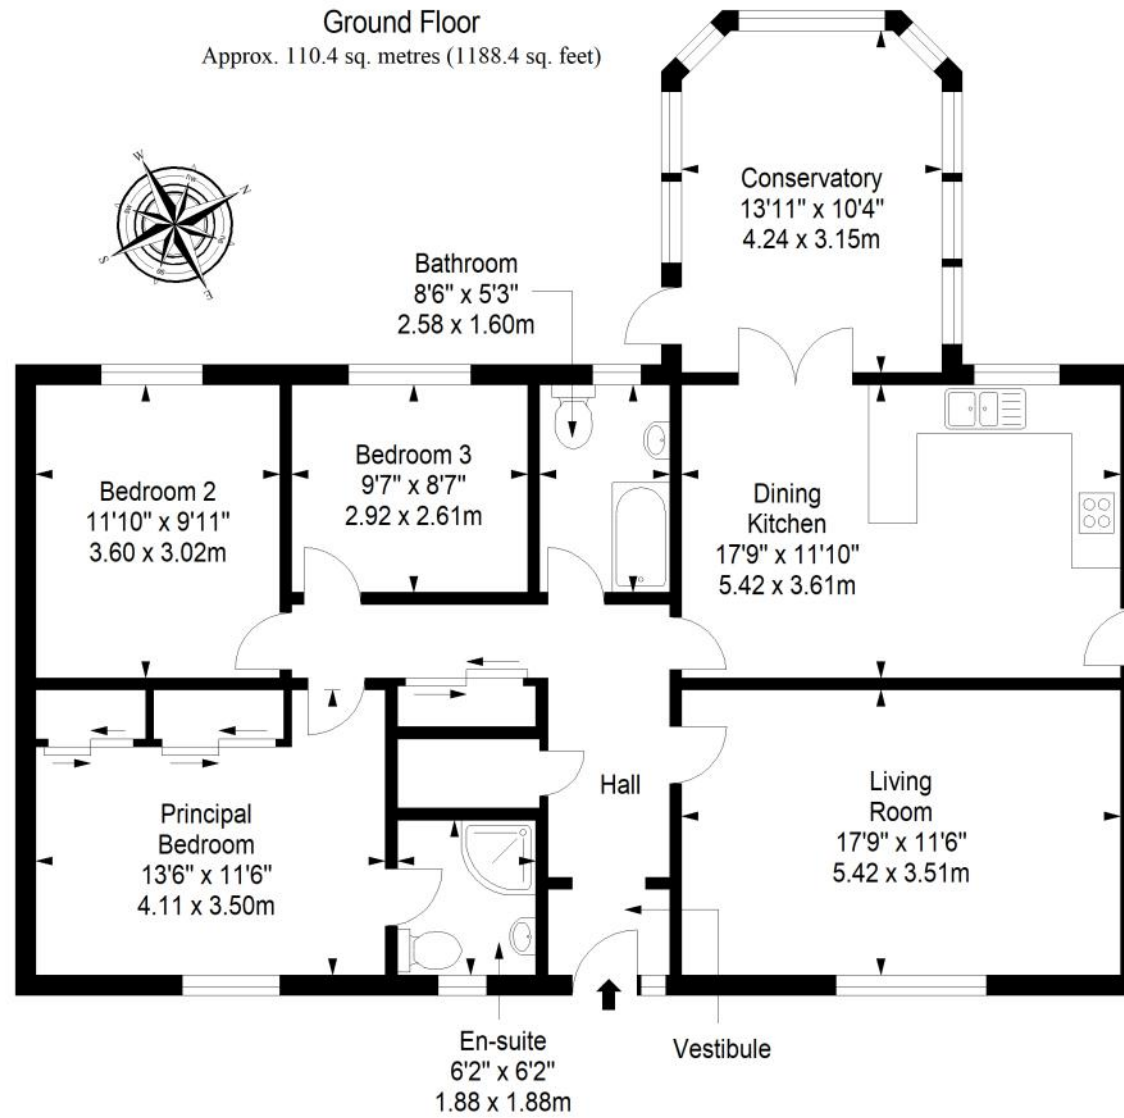 Ground Floor
Approx. 110.4 sq. metres (1188.4 sq. feet)
W
N
S
E
Conservatory
13'11" x 10'4"
4.24 x 3.15m
Bathroom
8'6" x 5'3"
2.58 x 1.60m
Bedroom 2
11'10" x 9'11"
3.60 x 3.02m
Bedroom 3
9'7" x 8'7"
2.92 x 2.61m
Dining
Kitchen
17'9" x 11'10"
5.42 x 3.61m
Principal
Bedroom
13'6" x 11'6"
4.11 x 3.50m
Hall
Living
Room
17'9" x 11'6"
5.42 x 3.51m
En-suite
6'2" x 6'2"
1.88 x 1.88m
Vestibule